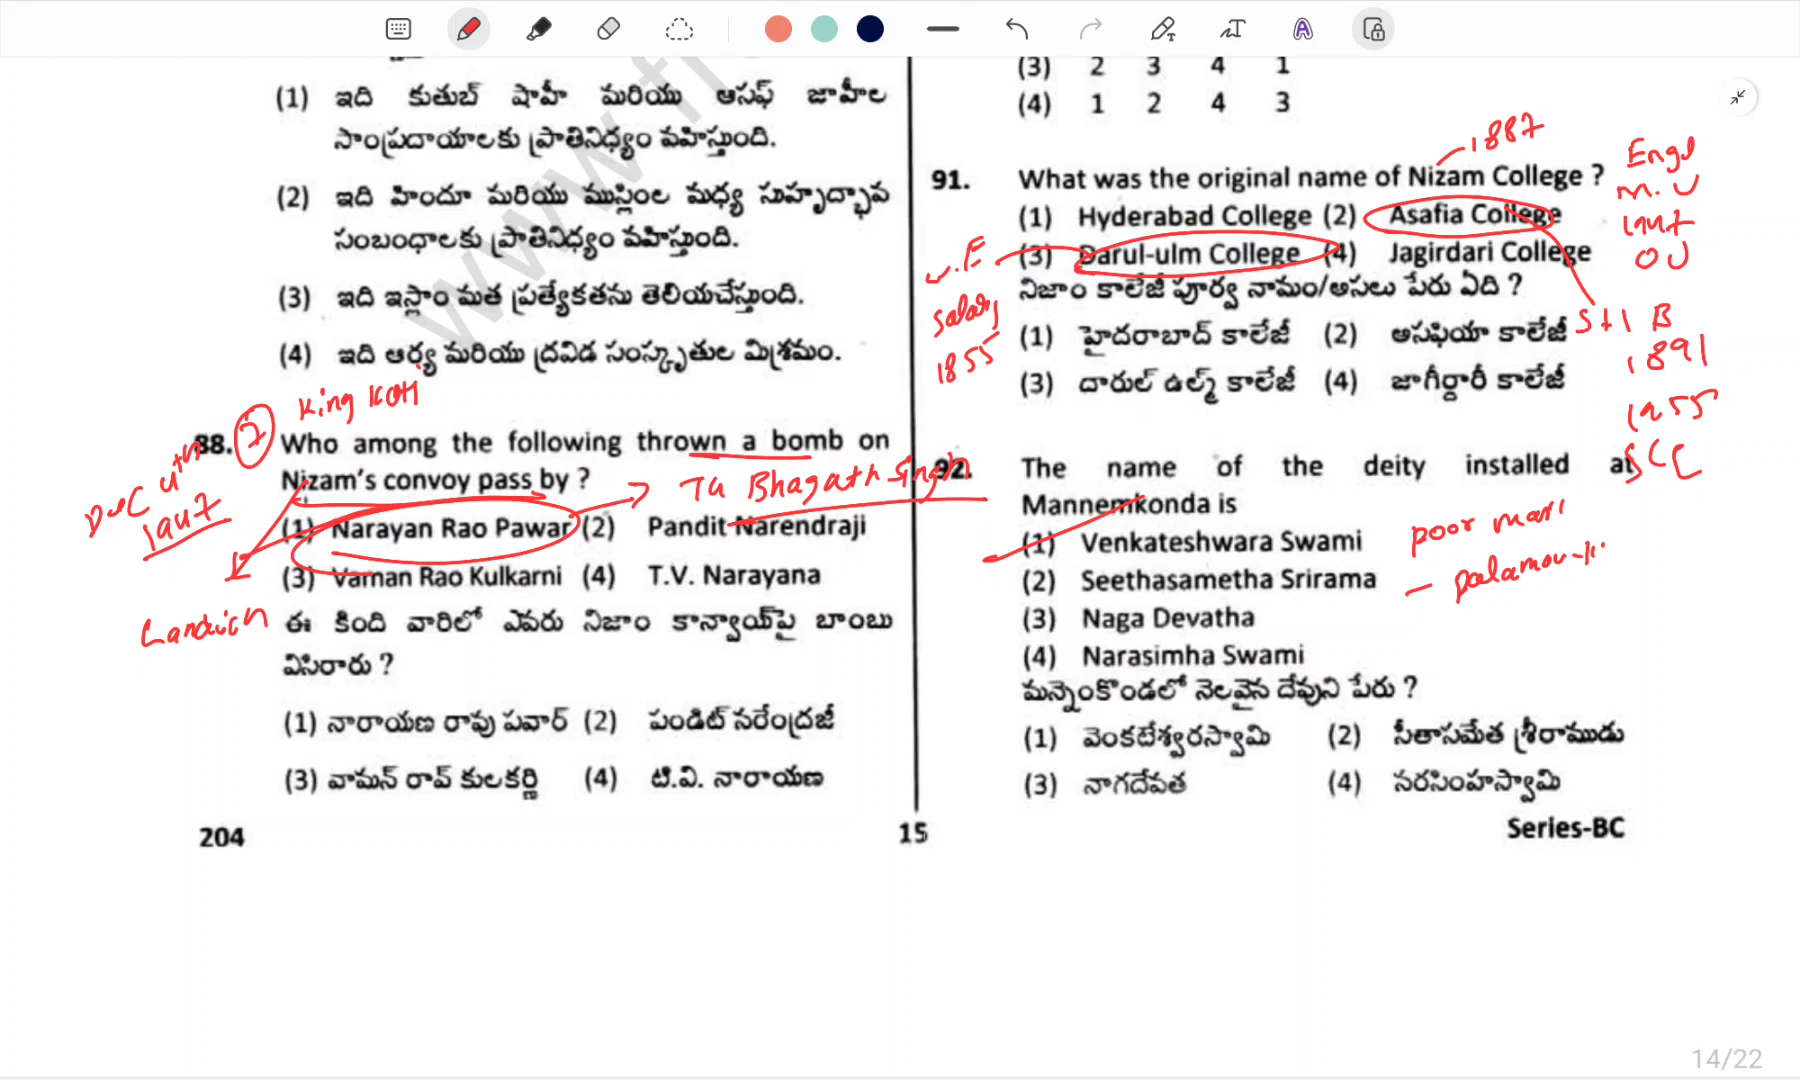 (1) ఇది కుతుబ్ షాహీ మరియు ఆసఫ్ జాహీల
సాంప్రదాయాలకు ప్రాతినిధ్యం వహిస్తుంది.
(2) ఇది హిందూ మరియు ముస్లింల మధ్య సుహృద్భావ
సంబంధాలకు ప్రాతినిధ్యం వహిస్తుంది.
(3) ఇది ఇస్లాం మత ప్రత్యేకతను తెలియచేస్తుంది.
(4) ఇది ఆర్య మరియు ద్రవిడ సంస్కృతుల మిశ్రమం.
King Koti
88. Who among the following thrown a bomb on
Nizam's convoy pass by ?
Dec 4th
1947
TG Bhagath Singh
(1) Narayan Rao Pawar (2) Pandit Narendraji
(3) Vaman Rao Kulkarni (4) T.V. Narayana
ఈ కింది వారిలో ఎవరు నిజాం కాన్వాయ్‌పై బాంబు
విసిరారు ?
(1) నారాయణ రావు పవార్ (2) పండిట్ నరేంద్రజీ
(3) వామన్ రావ్ కులకర్ణి (4) టి.వి. నారాయణ
204
(3) 2 3 4 1
(4) 1 2 4 3
1887
91. What was the original name of Nizam College ?
(1) Hyderabad College (2) Asafia College
(3) Darul-ulm College (4) Jagirdari College
నిజాం కాలేజీ పూర్వ నామం/అసలు పేరు ఏది ?
(1) హైదరాబాద్ కాలేజీ (2) అసఫియా కాలేజీ
(3) దారుల్ ఉల్మ్ కాలేజీ (4) జాగీర్దారీ కాలేజీ
Engl
M. U
1947
O U
1855
1891
1955
92. The name of the deity installed at
Mannemkonda is
(1) Venkateshwara Swami
(2) Seethasametha Srirama
(3) Naga Devatha
(4) Narasimha Swami
poor man
మన్నెంకొండలో నెలవైన దేవుని పేరు ?
(1) వెంకటేశ్వరస్వామి (2) సీతాసమేత శ్రీరాముడు
(3) నాగదేవత (4) నరసింహస్వామి
15
Series-BC
14/22